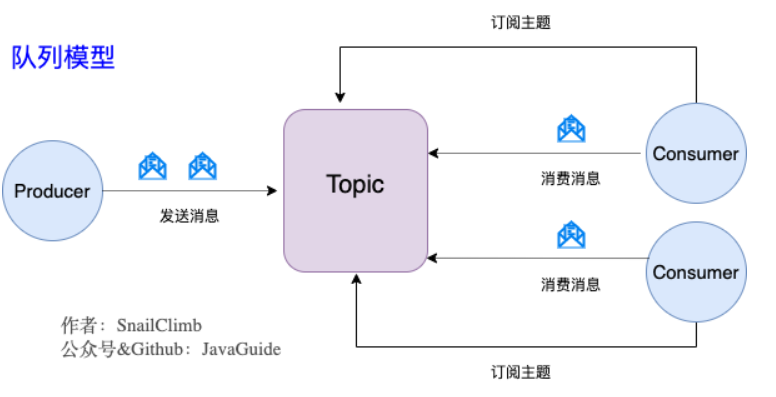 队列模型
订阅主题
Producer
发送消息
Topic
消费消息
Consumer
消费消息
Consumer
订阅主题
作者：SnailClimb
公众号&Github：JavaGuide